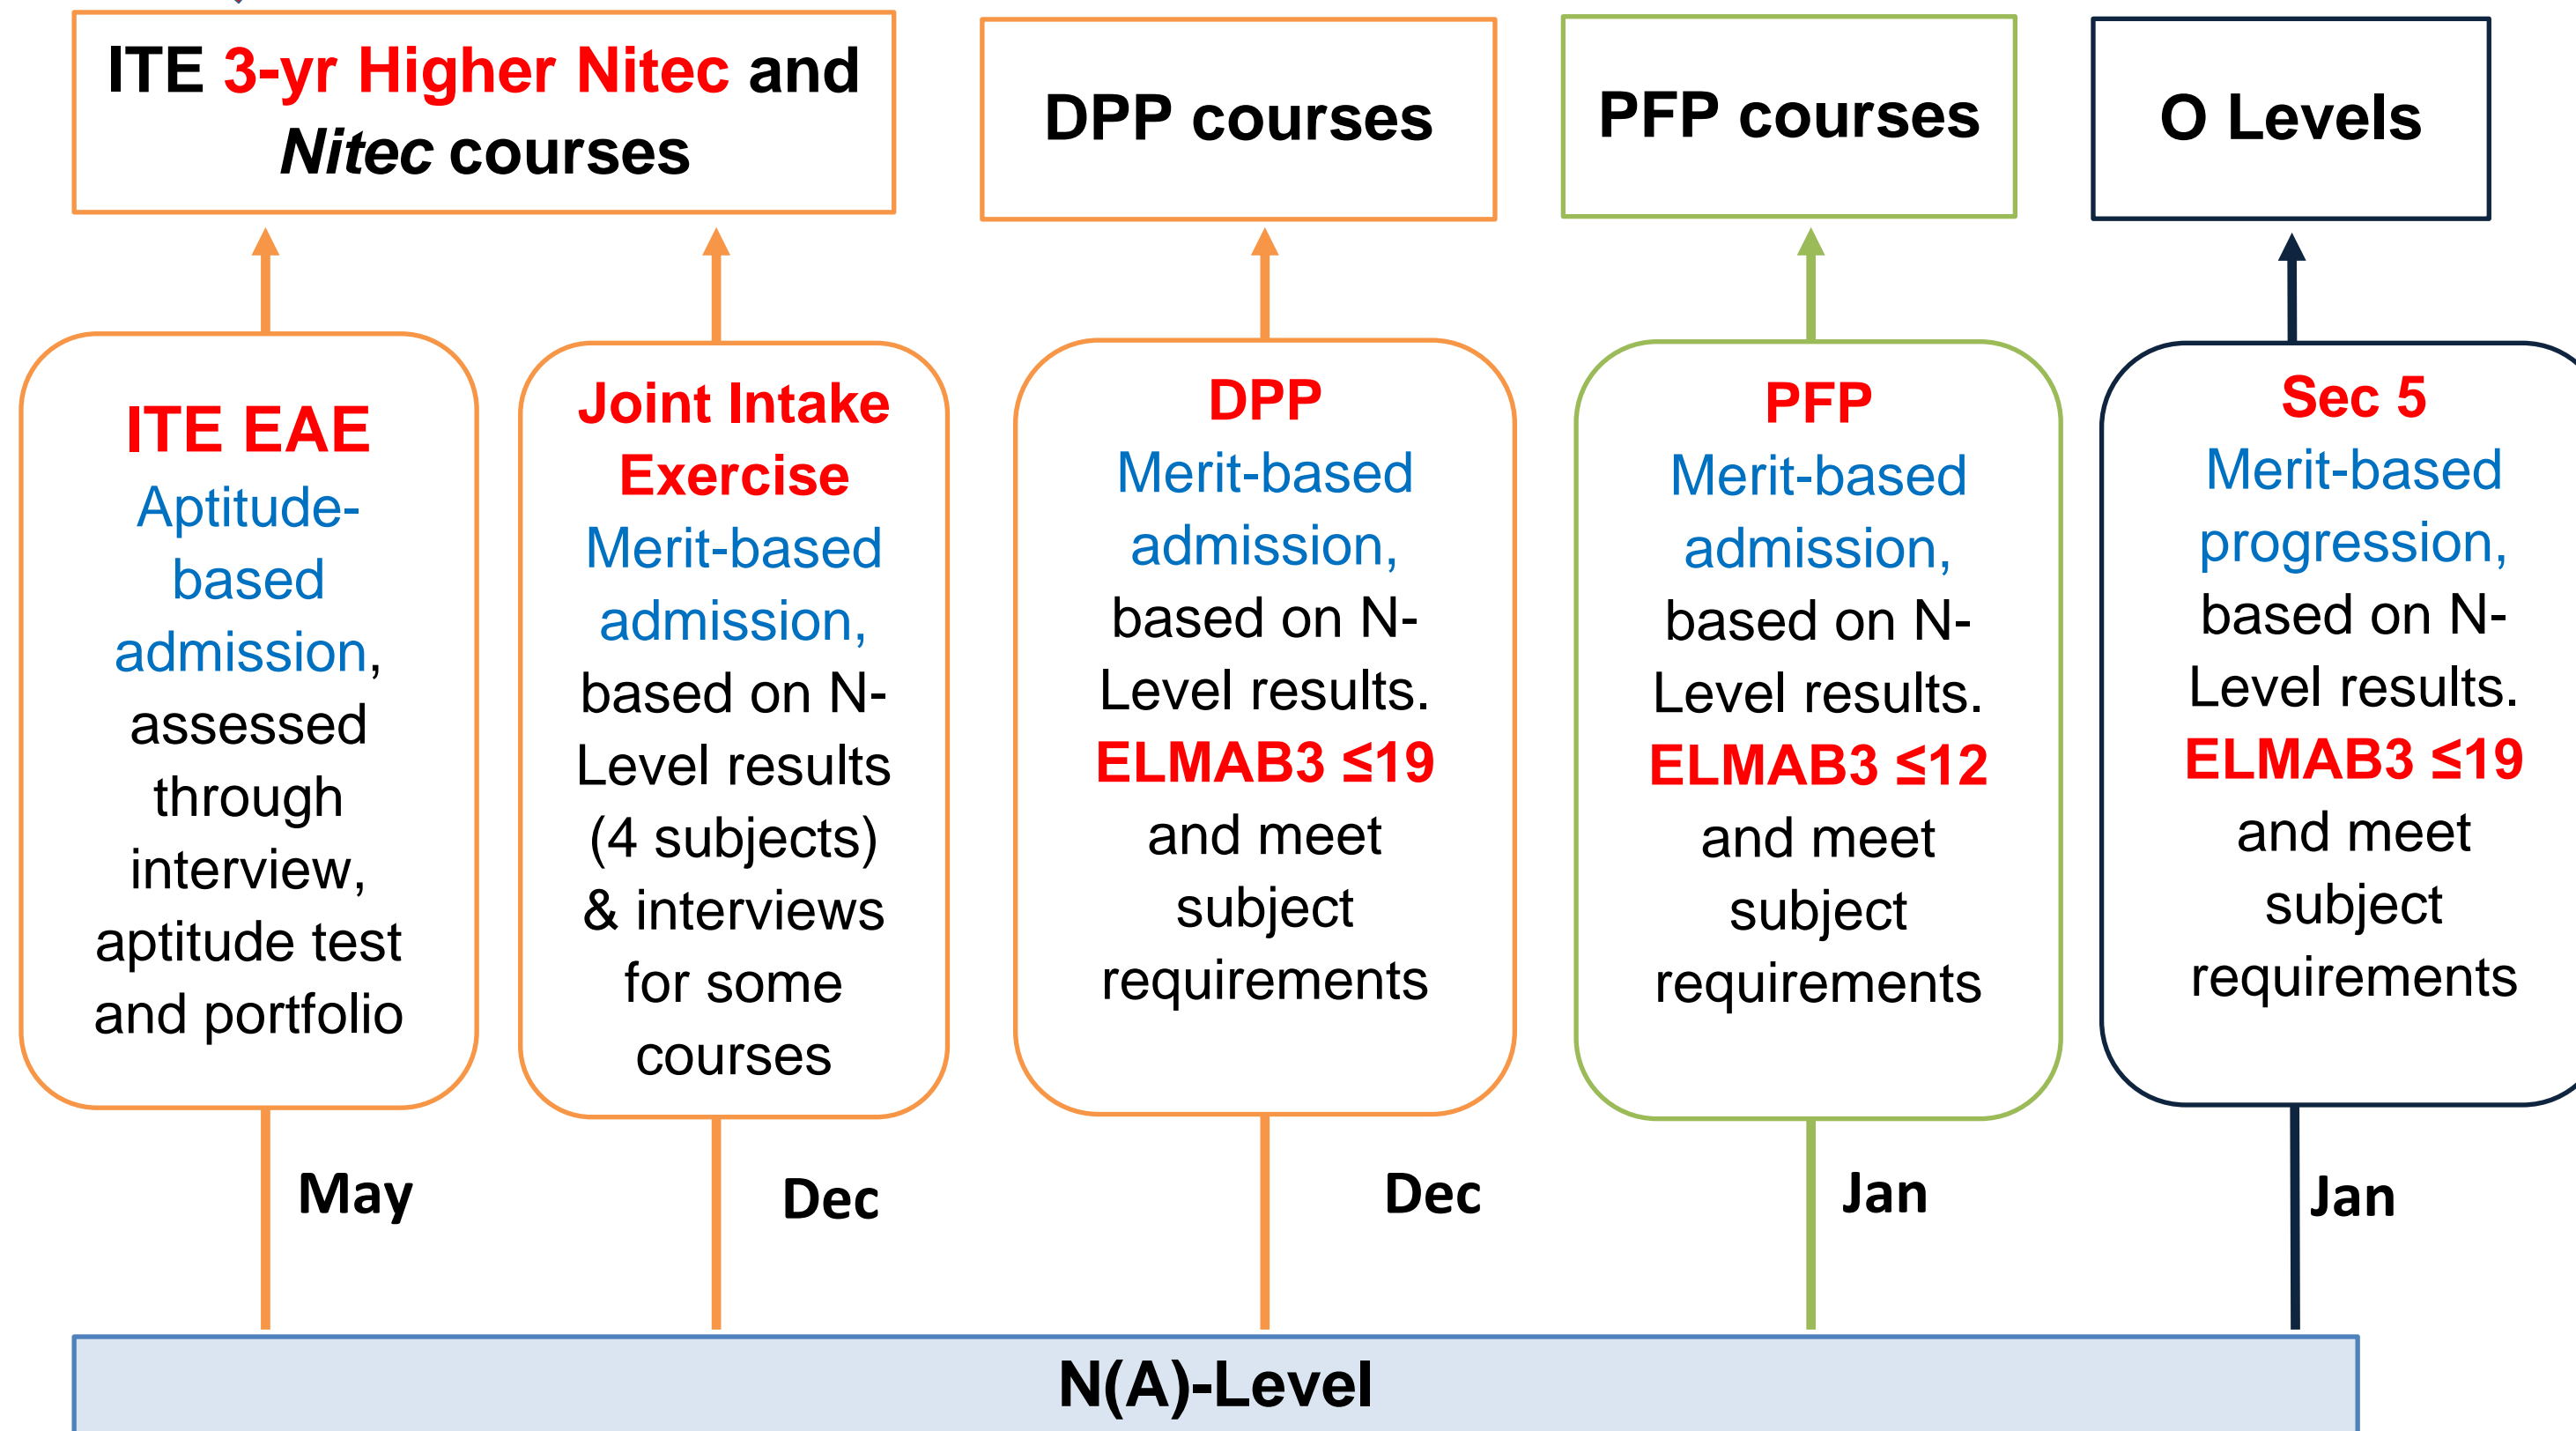 ITE 3-yr Higher Nitec and
Nitec courses
DPP courses
PFP courses
O Levels
ITE EAE
Aptitude-
based
admission,
assessed
through
interview,
aptitude test
and portfolio
Joint Intake
Exercise
Merit-based
admission,
based on N-
Level results
(4 subjects)
& interviews
for some
courses
DPP
Merit-based
admission,
based on N-
Level results.
ELMAB3 ≤19
and meet
subject
requirements
PFP
Merit-based
admission,
based on N-
Level results.
ELMAB3 ≤12
and meet
subject
requirements
Sec 5
Merit-based
progression,
based on N-
Level results.
ELMAB3 ≤19
and meet
subject
requirements
May
Dec
Dec
Jan
Jan
N(A)-Level